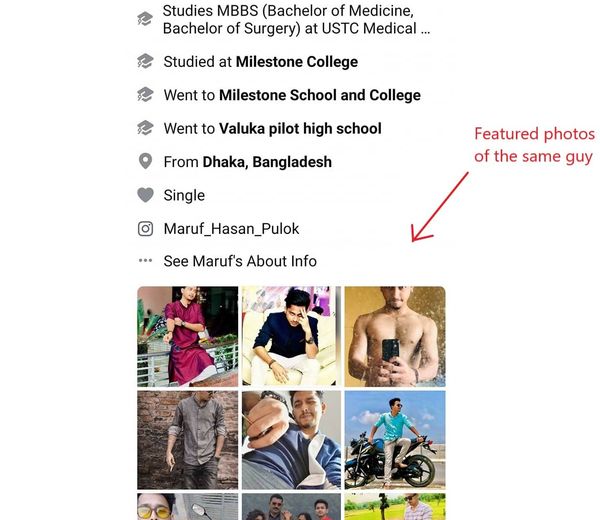 Studies MBBS (Bachelor of Medicine,
Bachelor of Surgery) at USTC Medical ...
Studied at Milestone College
Went to Milestone School and College
Went to Valuka pilot high school
From Dhaka, Bangladesh
Single
Maruf_Hasan_Pulok
See Maruf's About Info
Featured photos
of the same guy